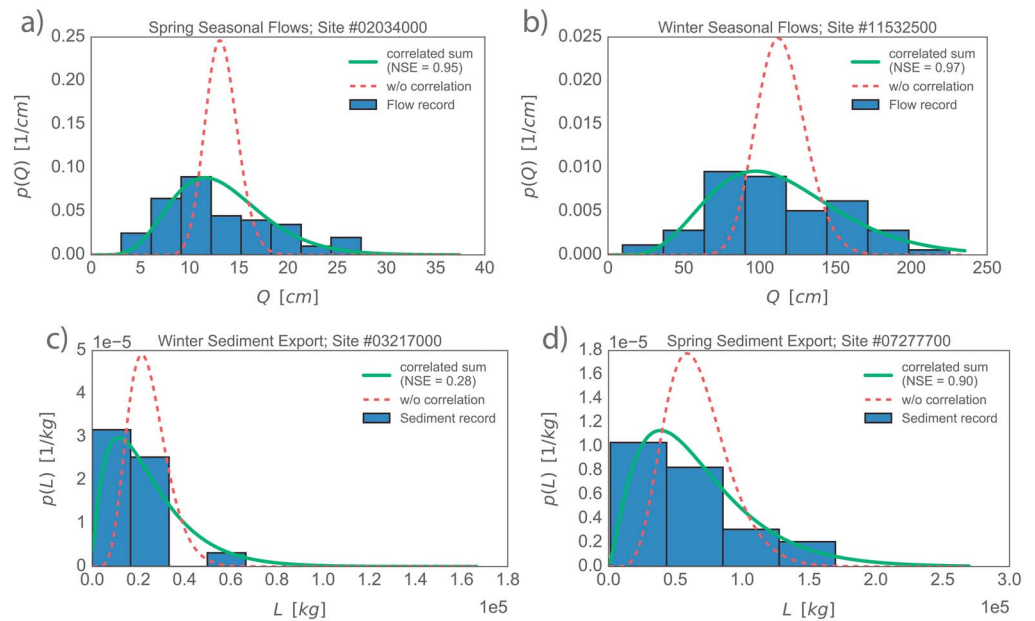 a)
Spring Seasonal Flows; Site #02034000
0.25
0.20
0.15
0.10
0.05
0.00
p(Q) [1/cm]
correlated sum
(NSE = 0.95)
w/o correlation
Flow record
0 5 10 15 20 25 30 35 40
Q [cm]
b)
Winter Seasonal Flows; Site #11532500
0.025
0.020
0.015
0.010
0.005
0.000
p(Q) [1/cm]
correlated sum
(NSE = 0.97)
w/o correlation
Flow record
0 50 100 150 200 250
Q [cm]
c)
1e-5
Winter Sediment Export; Site #03217000
5
4
3
2
1
0
p(L) [1/kg]
correlated sum
(NSE = 0.28)
w/o correlation
Sediment record
0.0 0.2 0.4 0.6 0.8 1.0 1.2 1.4 1.6 1.8
L [kg]
1e5
d)
1e-5
Spring Sediment Export; Site #07277700
1.8
1.6
1.4
1.2
1.0
0.8
0.6
0.4
0.2
0.0
p(L) [1/kg]
correlated sum
(NSE = 0.90)
w/o correlation
Sediment record
0.0 0.5 1.0 1.5 2.0 2.5 3.0
L [kg]
1e5